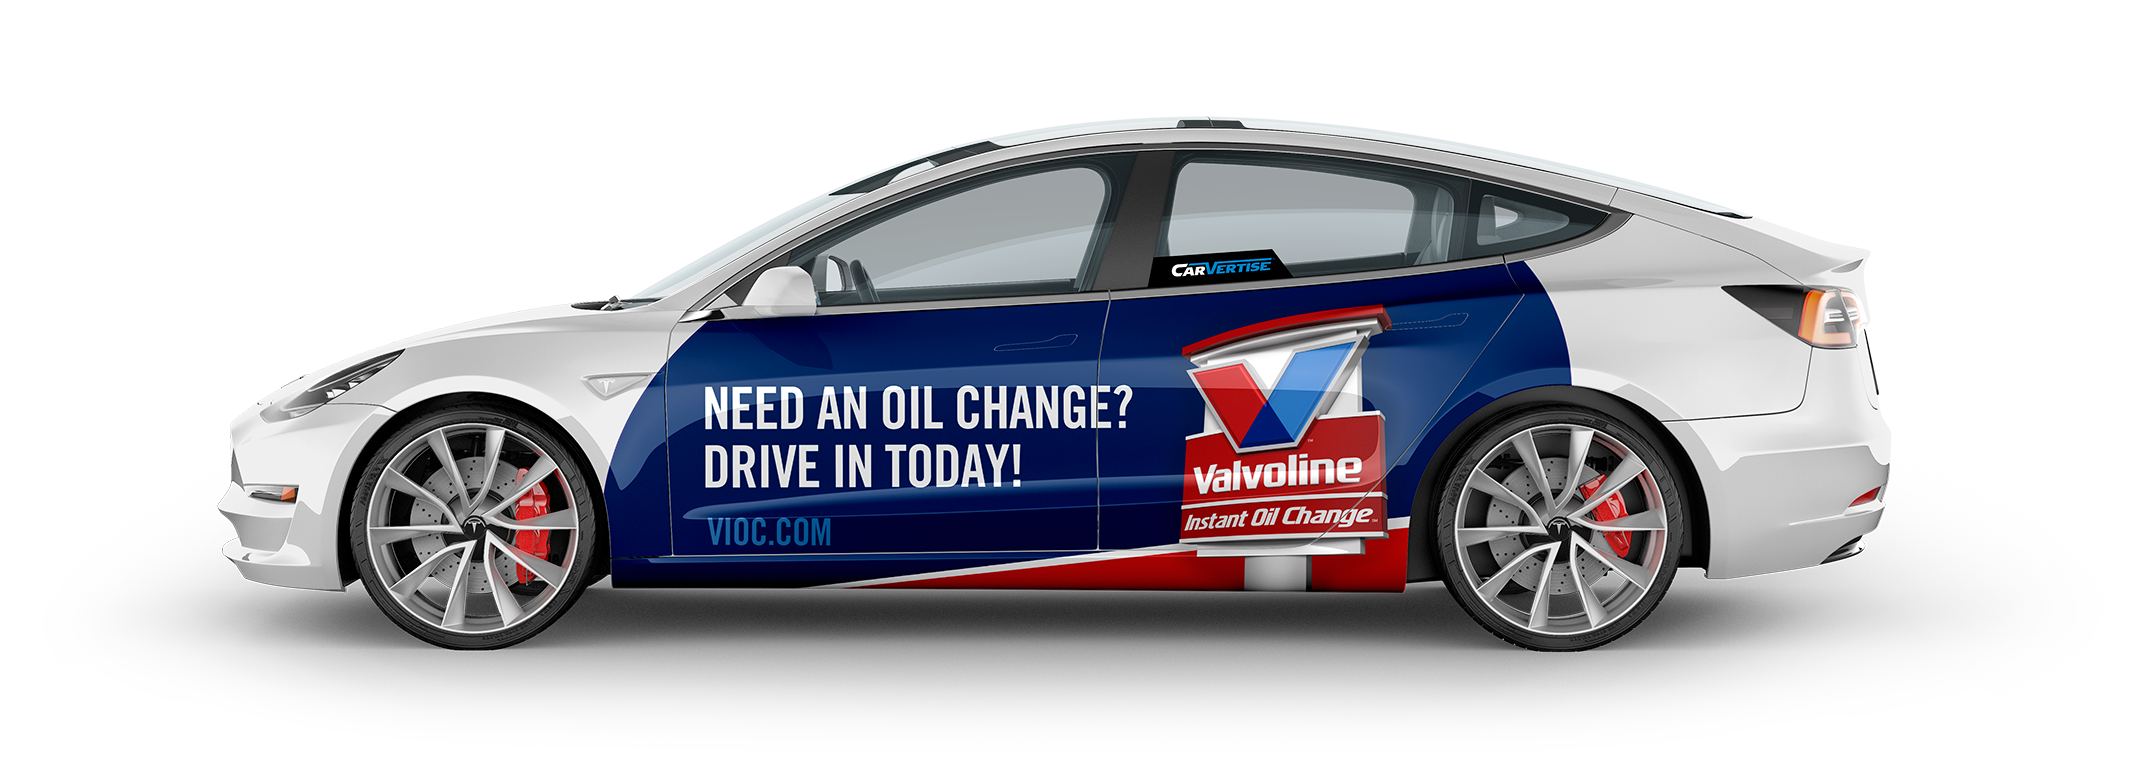 CARVERTISE
NEED AN OIL CHANGE?
DRIVE IN TODAY!
VIOC.COM
V
Valvoline
Instant Oil Change